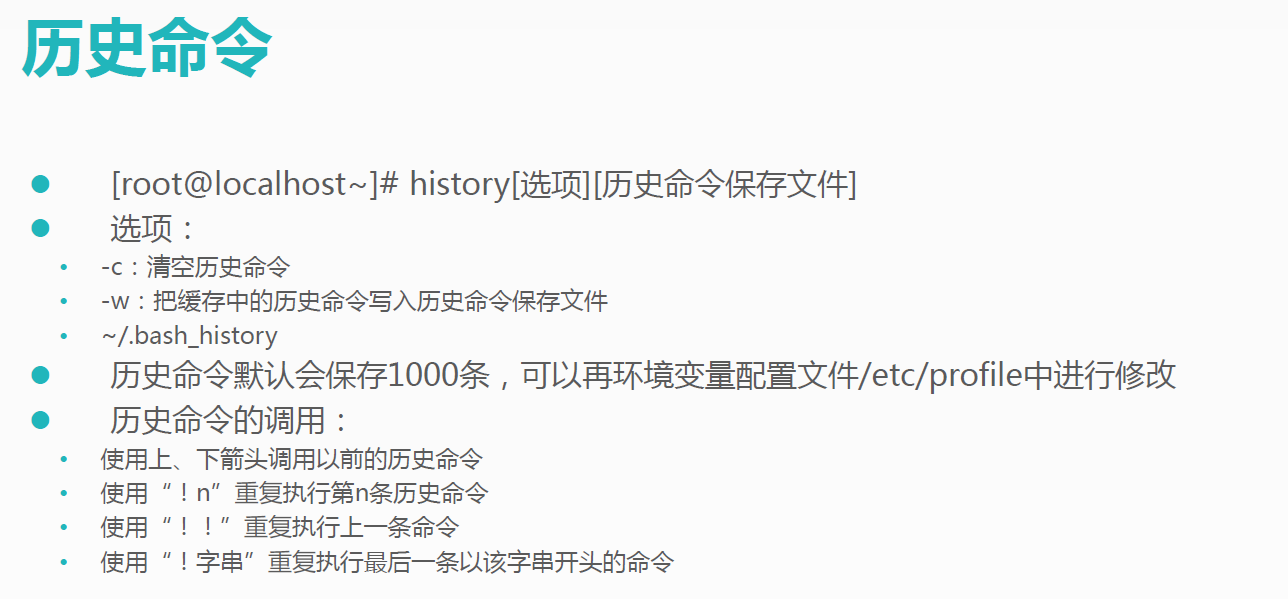 历史命令
[root@localhost~]# history[选项][历史命令保存文件]
选项：
-c：清空历史命令
-w：把缓存中的历史命令写入历史命令保存文件
~/.bash_history
历史命令默认会保存1000条，可以再环境变量配置文件/etc/profile中进行修改
历史命令的调用：
使用上、下箭头调用以前的历史命令
使用“！n”重复执行第n条历史命令
使用“！！”重复执行上一条命令
使用“！字串”重复执行最后一条以该字串开头的命令